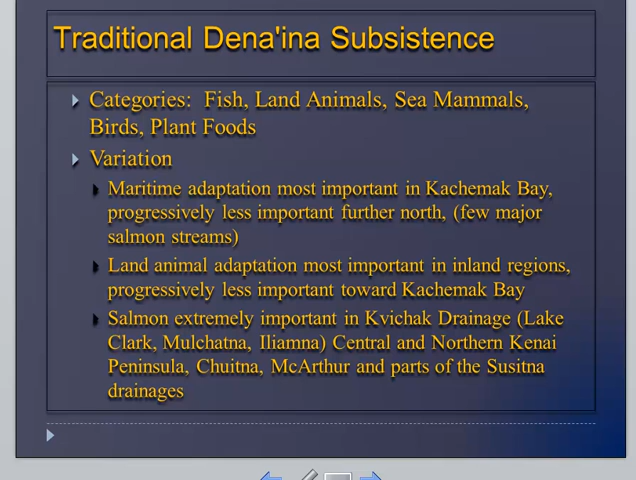 Traditional Dena'ina Subsistence
Categories: Fish, Land Animals, Sea Mammals,
Birds, Plant Foods
Variation
Maritime adaptation most important in Kachemak Bay,
progressively less important further north, (few major
salmon streams)
Land animal adaptation most important in inland regions,
progressively less important toward Kachemak Bay
Salmon extremely important in Kvichak Drainage (Lake
Clark, Mulchatna, Iliamna) Central and Northern Kenai
Peninsula, Chuitna, McArthur and parts of the Susitna
drainages